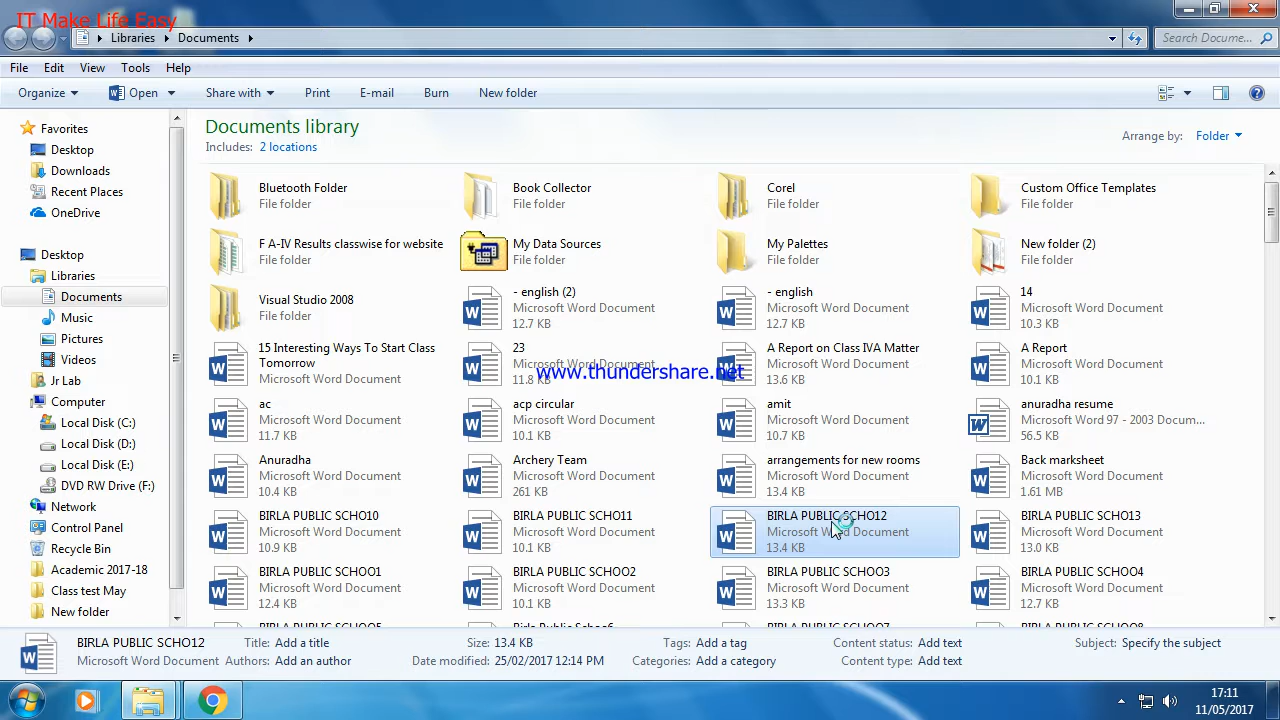 IT Make Life Easy
Libraries Documents
Search Docume...
File Edit View Tools Help
Organize Open Share with Print E-mail Burn New folder
Documents library
Includes: 2 locations
Arrange by: Folder
Favorites
Desktop
Downloads
Recent Places
OneDrive
Desktop
Libraries
Documents
Music
Pictures
Videos
Jr Lab
Computer
Local Disk (C:)
Local Disk (D:)
Local Disk (E:)
DVD RW Drive (F:)
Network
Control Panel
Recycle Bin
Academic 2017-18
Class test May
New folder
Bluetooth Folder
File folder
Book Collector
File folder
Corel
File folder
Custom Office Templates
File folder
F A-IV Results classwise for website
File folder
My Data Sources
File folder
My Palettes
File folder
New folder (2)
File folder
Visual Studio 2008
File folder
- english (2)
Microsoft Word Document
12.7 KB
- english
Microsoft Word Document
12.7 KB
14
Microsoft Word Document
10.3 KB
15 Interesting Ways To Start Class
Tomorrow
Microsoft Word Document
23
Microsoft Word Document
11.8 KB
A Report on Class IVA Matter
Microsoft Word Document
13.6 KB
A Report
Microsoft Word Document
10.1 KB
www.thundershare.net
ac
Microsoft Word Document
11.7 KB
acp circular
Microsoft Word Document
10.1 KB
amit
Microsoft Word Document
10.7 KB
anuradha resume
Microsoft Word 97 - 2003 Docum...
56.5 KB
Anuradha
Microsoft Word Document
10.4 KB
Archery Team
Microsoft Word Document
261 KB
arrangements for new rooms
Microsoft Word Document
13.4 KB
Back marksheet
Microsoft Word Document
1.61 MB
BIRLA PUBLIC SCHO10
Microsoft Word Document
10.9 KB
BIRLA PUBLIC SCHO11
Microsoft Word Document
10.1 KB
BIRLA PUBLIC SCHO12
Microsoft Word Document
13.4 KB
BIRLA PUBLIC SCHO13
Microsoft Word Document
13.0 KB
BIRLA PUBLIC SCHOO1
Microsoft Word Document
12.4 KB
BIRLA PUBLIC SCHOO2
Microsoft Word Document
10.1 KB
BIRLA PUBLIC SCHOO3
Microsoft Word Document
13.3 KB
BIRLA PUBLIC SCHOO4
Microsoft Word Document
12.7 KB
BIRLA PUBLIC SCHO12 Title: Add a title Size: 13.4 KB Tags: Add a tag Content status: Add text Subject: Specify the subject
Microsoft Word Document Authors: Add an author Date modified: 25/02/2017 12:14 PM Categories: Add a category Content type: Add text
17:11
11/05/2017